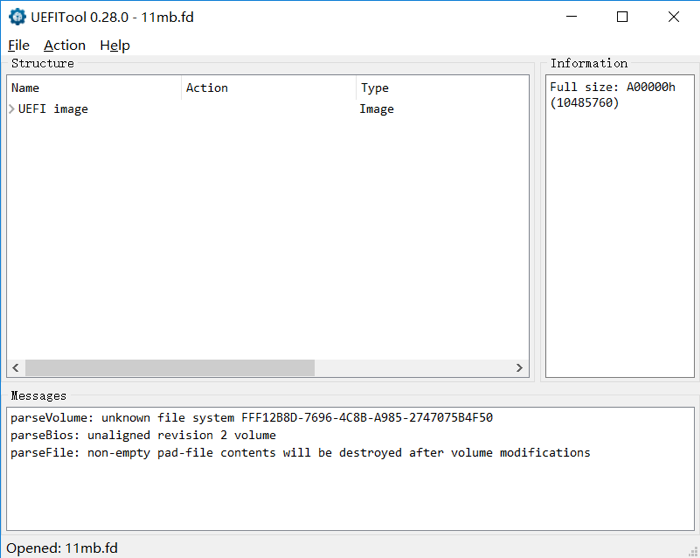 UEFITool 0.28.0 - 11mb.fd
File Action Help
Structure
Name Action Type
UEFI image Image
Information
Full size: A00000h
(10485760)
Messages
parseVolume: unknown file system FFF12B8D-7696-4C8B-A985-2747075B4F50
parseBios: unaligned revision 2 volume
parseFile: non-empty pad-file contents will be destroyed after volume modifications
Opened: 11mb.fd